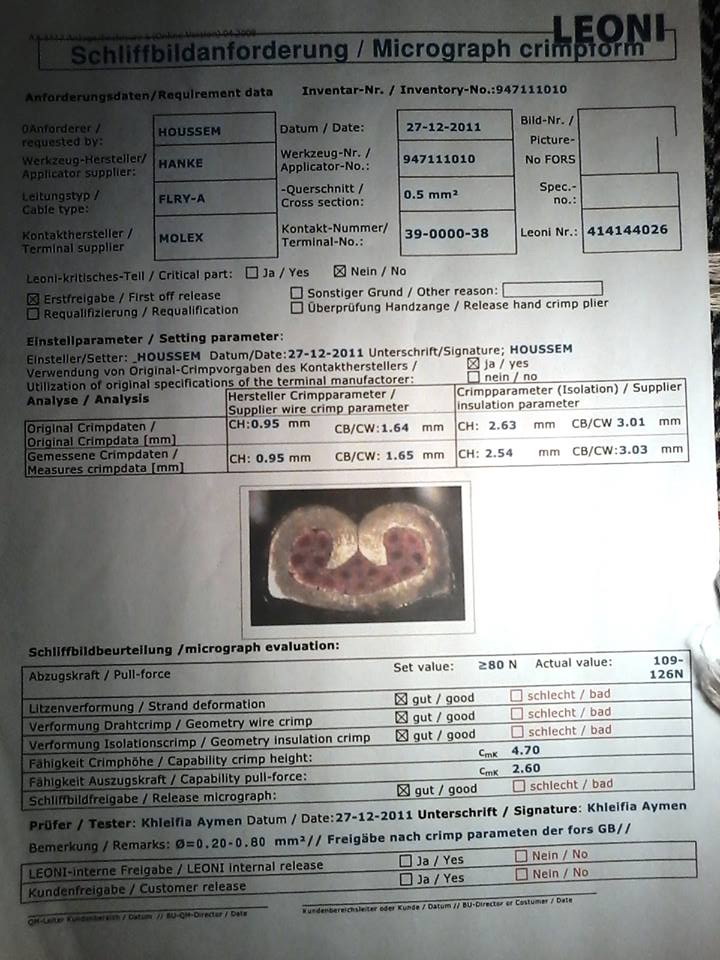 LEONI
Schliffbildanforderung / Micrograph crimpform
Anforderungsdaten/Requirement data Inventar-Nr. / Inventory-No.:947111010
0Anforderer / requested by: HOUSSEM Datum / Date: 27-12-2011 Bild-Nr. / Picture-No FORS
Werkzeug-Hersteller/ Applicator supplier: HANKE Werkzeug-Nr. / Applicator-No.: 947111010
Leitungstyp / Cable type: FLRY-A -Querschnitt / Cross section: 0.5 mm² Spec.-no.:
Kontakthersteller / Terminal supplier MOLEX Kontakt-Nummer/ Terminal-No.: 39-0000-38 Leoni Nr.: 414144026
Leoni-kritisches-Teil / Critical part: ☐ Ja / Yes ☒ Nein / No
☒ Erstfreigabe / First off release ☐ Sonstiger Grund / Other reason:
☐ Requalifizierung / Requalification ☐ Überprüfung Handzange / Release hand crimp plier
Einstellparameter / Setting parameter:
Einsteller/Setter: _HOUSSEM Datum/Date:27-12-2011 Unterschrift/Signature; HOUSSEM
Verwendung von Original-Crimpvorgaben des Kontaktherstellers / ☒ ja / yes
Utilization of original specifications of the terminal manufactorer: ☐ nein / no
Analyse / Analysis Hersteller Crimpparameter / Supplier wire crimp parameter Crimpparameter (Isolation) / Supplier insulation parameter
Original Crimpdaten / Original Crimpdata [mm] CH:0.95 mm CB/CW:1.64 mm CH: 2.63 mm CB/CW 3.01 mm
Gemessene Crimpdaten / Measures crimpdata [mm] CH: 0.95 mm CB/CW: 1.65 mm CH: 2.54 mm CB/CW:3.03 mm
Schliffbildbeurteilung /micrograph evaluation:
Abzugskraft / Pull-force Set value: ≥80 N Actual value: 109-126N
Litzenverformung / Strand deformation ☒ gut / good ☐ schlecht / bad
Verformung Drahtcrimp / Geometry wire crimp ☒ gut / good ☐ schlecht / bad
Verformung Isolationscrimp / Geometry insulation crimp ☒ gut / good ☐ schlecht / bad
Fähigkeit Crimphöhe / Capability crimp height: CmK 4.70
Fähigkeit Auszugskraft / Capability pull-force: CmK 2.60
Schliffbildfreigabe / Release micrograph: ☒ gut / good ☐ schlecht / bad
Prüfer / Tester: Khleifia Aymen Datum / Date:27-12-2011 Unterschrift / Signature: Khleifia Aymen
Bemerkung / Remarks: Ø=0.20-0.80 mm²// Freigäbe nach crimp parameten der fors GB//
LEONI-interne Freigabe / LEONI internal release ☐ Ja / Yes ☐ Nein / No
Kundenfreigabe / Customer release ☐ Ja / Yes ☐ Nein / No
QM-Leiter Kundenbereich / Datum // BU-QM-Director / Date Kundenbereichsleiter oder Kunde / Datum // BU-Director or Costumer / Date